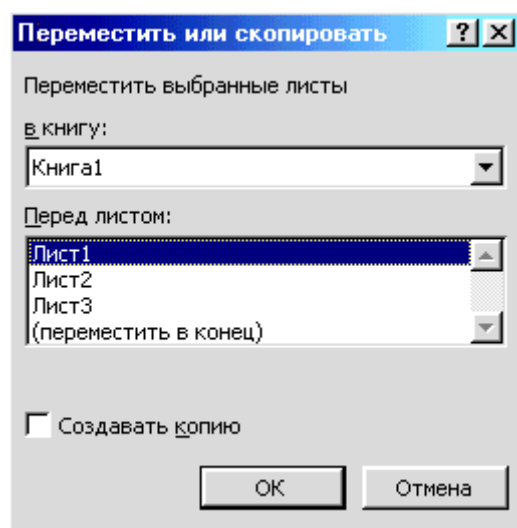 Переместить или скопировать
Переместить выбранные листы
в книгу:
Книга1
Перед листом:
Лист1
Лист2
Лист3
(переместить в конец)
Создавать копию
ОК Отмена